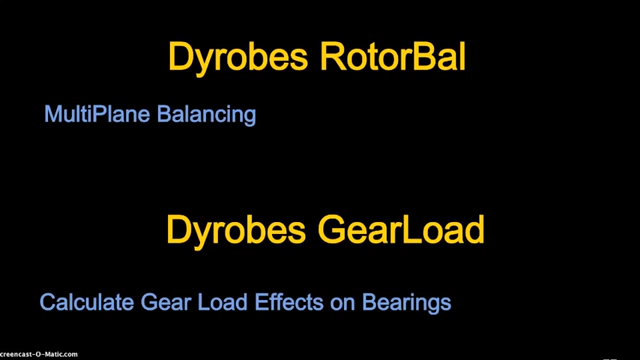 Dyrobes RotorBal
MultiPlane Balancing
Dyrobes GearLoad
Calculate Gear Load Effects on Bearings
creencast-O-Matic.com